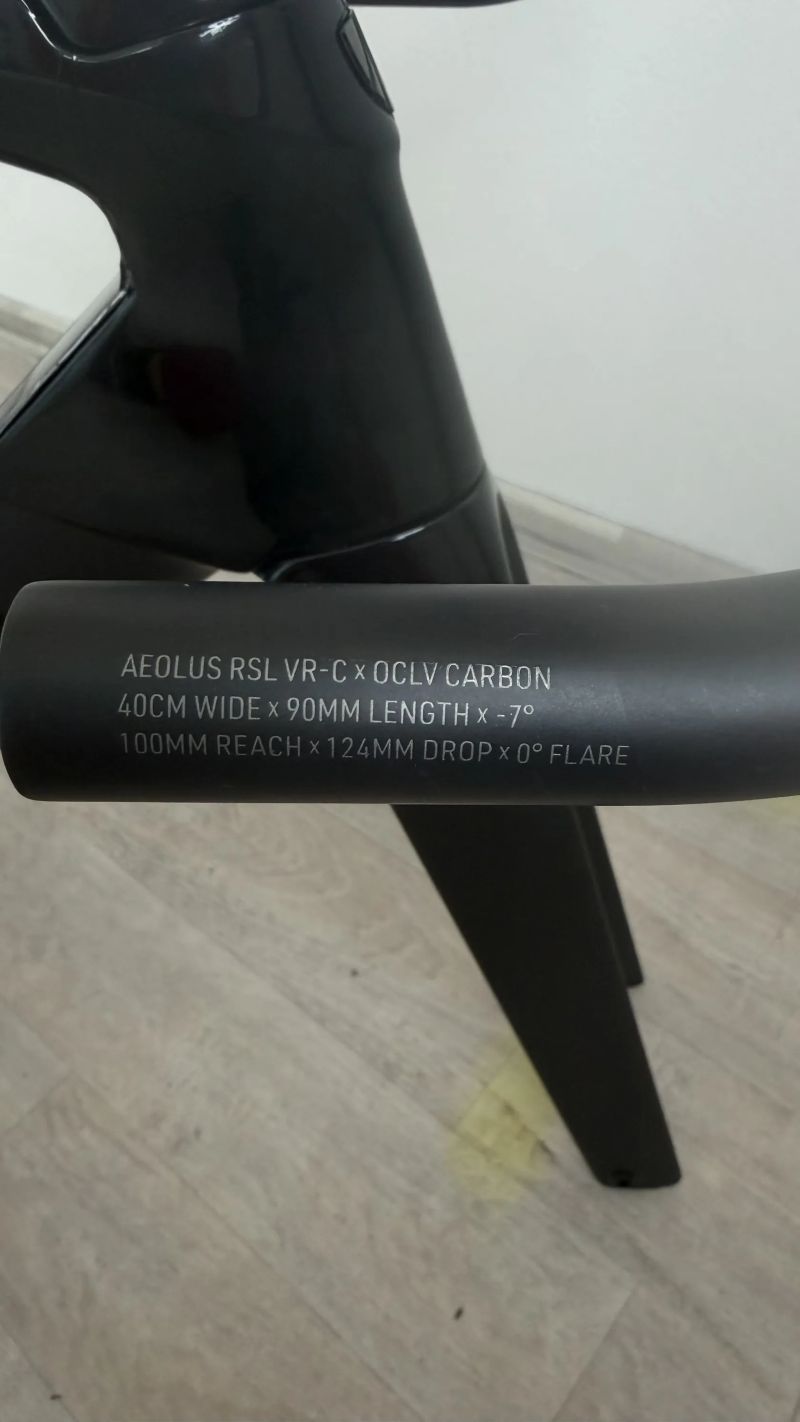 AEOLUS RSL VR-C x OCLV CARBON
40CM WIDE x 90MM LENGTH x -7°
100MM REACH x 124MM DROP x 0° FLARE